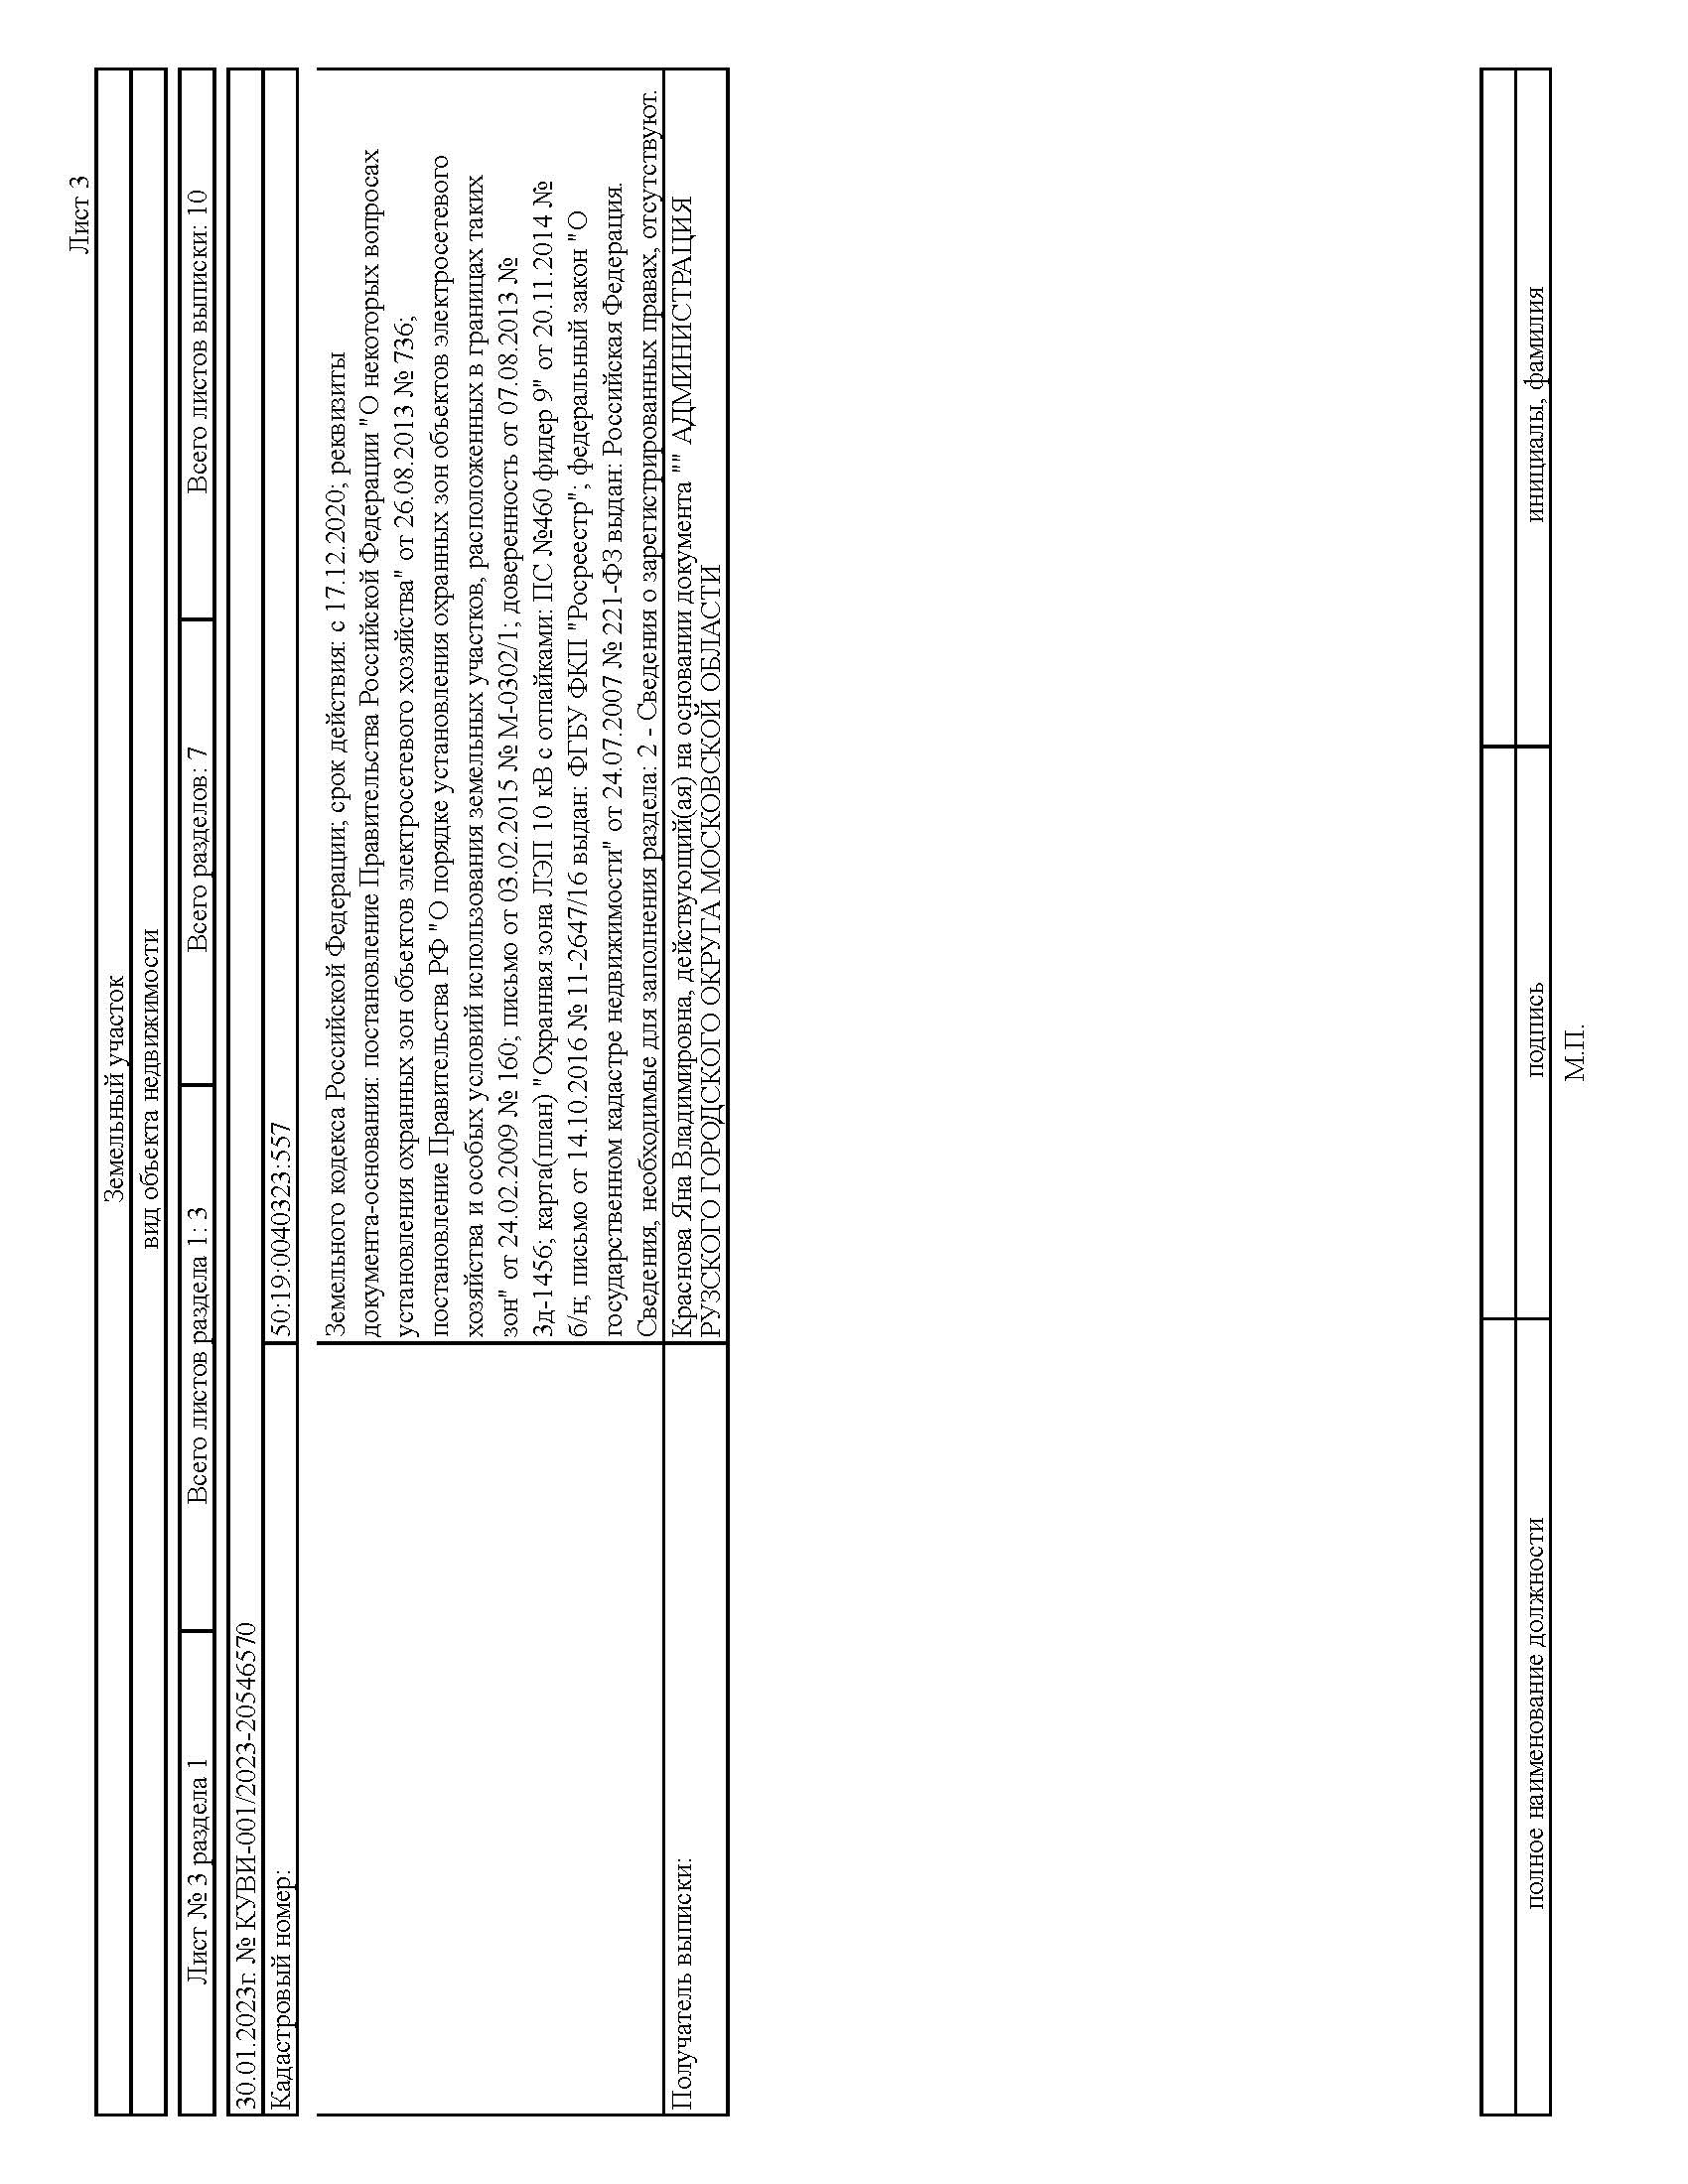 Лист 3
Земельный участок
вид объекта недвижимости
Лист № 3 раздела 1
Всего листов раздела 1: 3
Всего разделов: 7
Всего листов выписки: 10
30.01.2023г. № КУВИ-001/2023-20546570
Кадастровый номер:
50:19:0040323:557
Земельного кодекса Российской Федерации; срок действия: с 17.12.2020; реквизиты
документа-основания: постановление Правительства Российской Федерации "О некоторых вопросах
установления охранных зон объектов электросетевого хозяйства" от 26.08.2013 № 736;
постановление Правительства РФ "О порядке установления охранных зон объектов электросетевого
хозяйства и особых условий использования земельных участков, расположенных в границах таких
зон" от 24.02.2009 № 160; письмо от 03.02.2015 № М-0302/1; доверенность от 07.08.2013 №
3д-1456; карта(план) "Охранная зона ЛЭП 10 кВ с отпайками: ПС №460 фидер 9" от 20.11.2014 №
б/н; письмо от 14.10.2016 № 11-2647/16 выдан: ФГБУ ФКП "Росреестр"; федеральный закон "О
государственном кадастре недвижимости" от 24.07.2007 № 221-ФЗ выдан: Российская Федерация.
Сведения, необходимые для заполнения раздела: 2 - Сведения о зарегистрированных правах, отсутствуют.
Получатель выписки:
Краснова Яна Владимировна, действующий(ая) на основании документа "" АДМИНИСТРАЦИЯ
РУЗСКОГО ГОРОДСКОГО ОКРУГА МОСКОВСКОЙ ОБЛАСТИ
полное наименование должности
подпись
инициалы, фамилия
М.П.